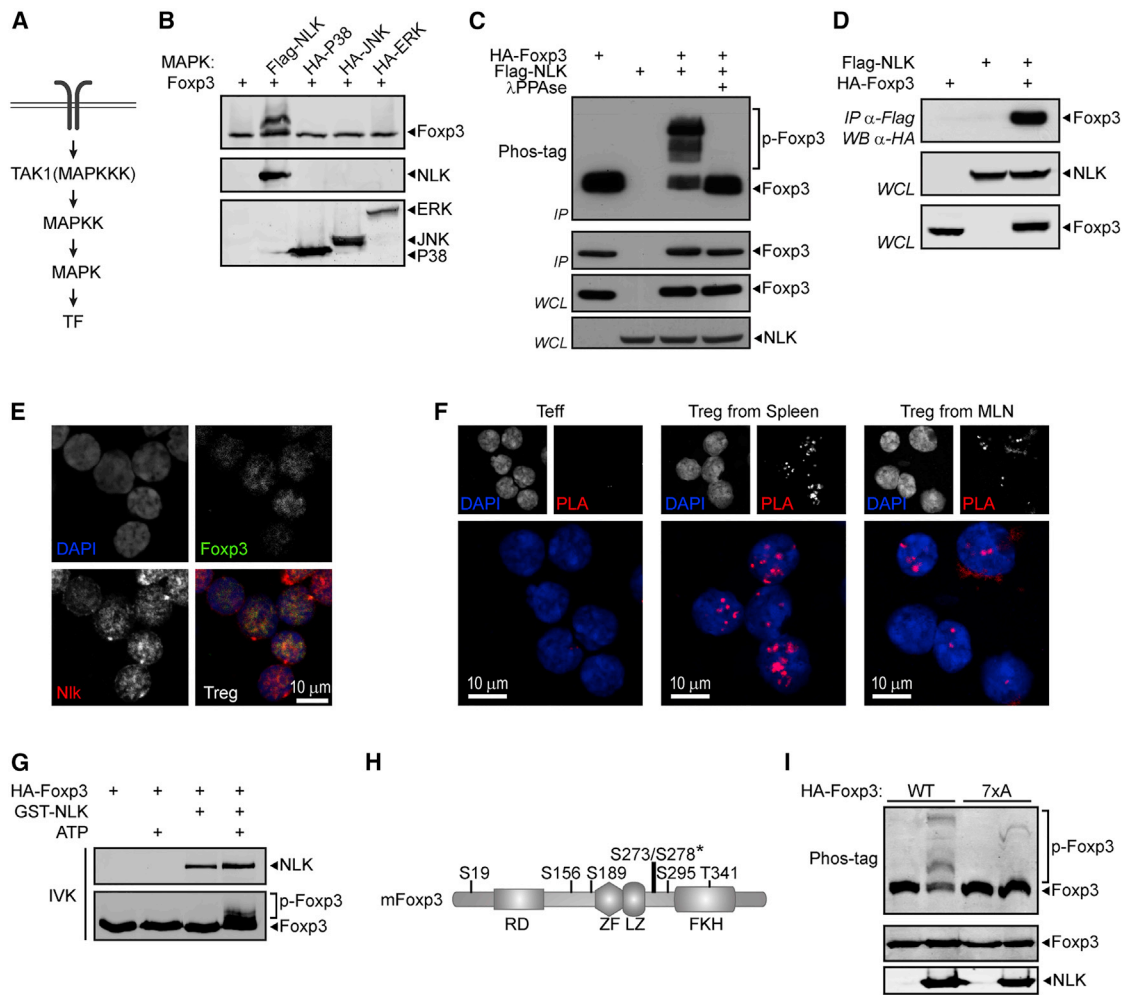 A
TAK1(MAPKKK)
MAPKK
MAPK
TF
B
MAPK:
Flag-NLK
HA-P38
HA-JNK
HA-ERK
Foxp3 + + + + +
Foxp3
NLK
ERK
JNK
P38
C
HA-Foxp3 + + +
Flag-NLK + + +
λPPAse +
Phos-tag
p-Foxp3
Foxp3
IP
IP
Foxp3
WCL
Foxp3
WCL
NLK
D
Flag-NLK + +
HA-Foxp3 + +
IP α-Flag
WB α-HA
Foxp3
WCL
NLK
WCL
Foxp3
E
DAPI
Foxp3
Nlk
Treg
10 μm
F
Teff
Treg from Spleen
Treg from MLN
DAPI
PLA
DAPI
PLA
DAPI
PLA
10 μm
10 μm
10 μm
G
HA-Foxp3 + + + +
GST-NLK + +
ATP + +
IVK
NLK
p-Foxp3
Foxp3
H
S273/S278*
S19
S156
S189
S295
T341
mFoxp3
RD
ZF
LZ
FKH
I
HA-Foxp3: WT 7xA
Phos-tag
p-Foxp3
Foxp3
Foxp3
NLK